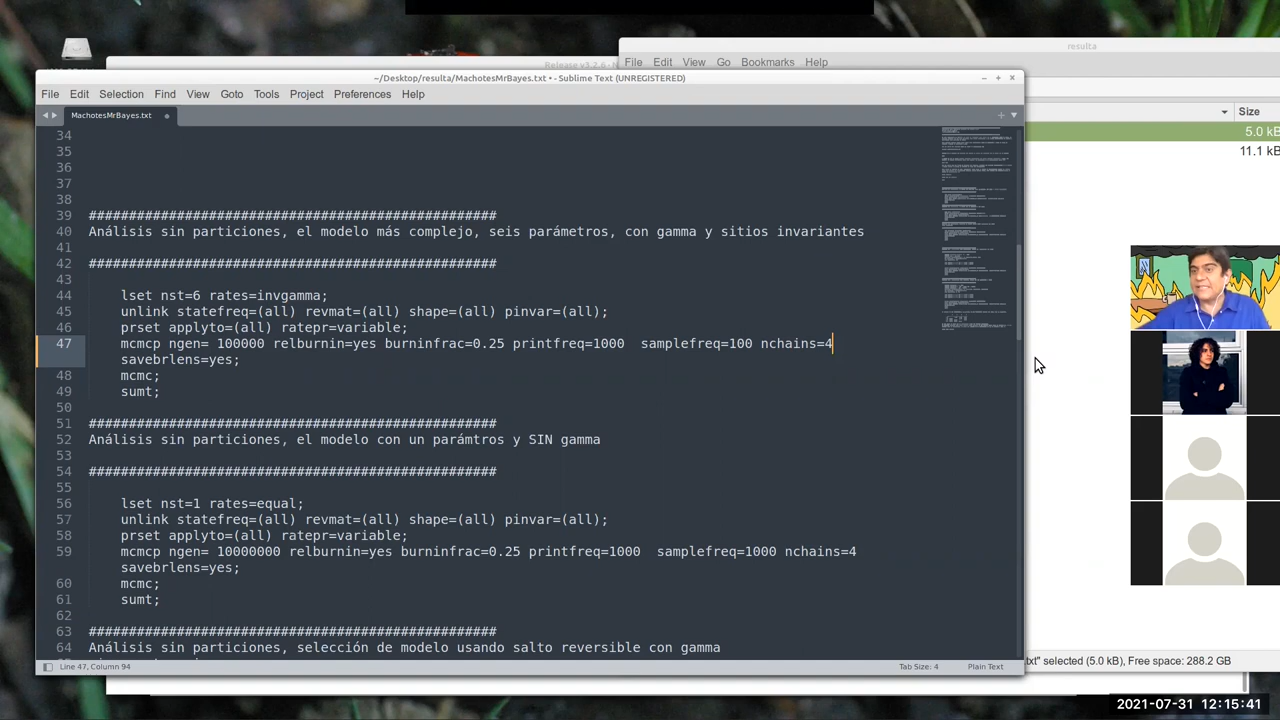 resulta
Release v3.2.6 - N
File Edit View Go Bookmarks Help
~/Desktop/resulta/MachotesMrBayes.txt • - Sublime Text (UNREGISTERED)
File Edit Selection Find View Goto Tools Project Preferences Help
MachotesMrBayes.txt
Size
5.0 kB
11.1 kB
34
35
36
37
38
39 ###################################################
40 Análisis sin particiones, el modelo más complejo, seis parámetros, con gamma y sitios invariantes
41
42 ###################################################
43
44 lset nst=6 rates=invgamma;
45 unlink statefreq=(all) revmat=(all) shape=(all) pinvar=(all);
46 prset applyto=(all) ratepr=variable;
47 mcmcp ngen= 100000 relburnin=yes burninfrac=0.25 printfreq=1000  samplefreq=100 nchains=4
savebrlens=yes;
48 mcmc;
49 sumt;
50
51 ###################################################
52 Análisis sin particiones, el modelo con un parámtros y SIN gamma
53
54 ###################################################
55
56 lset nst=1 rates=equal;
57 unlink statefreq=(all) revmat=(all) shape=(all) pinvar=(all);
58 prset applyto=(all) ratepr=variable;
59 mcmcp ngen= 10000000 relburnin=yes burninfrac=0.25 printfreq=1000  samplefreq=1000 nchains=4
savebrlens=yes;
60 mcmc;
61 sumt;
62
63 ###################################################
64 Análisis sin particiones, selección de modelo usando salto reversible con gamma
Line 47, Column 94 Tab Size: 4 Plain Text
.txt" selected (5.0 kB), Free space: 288.2 GB
2021-07-31 12:15:41